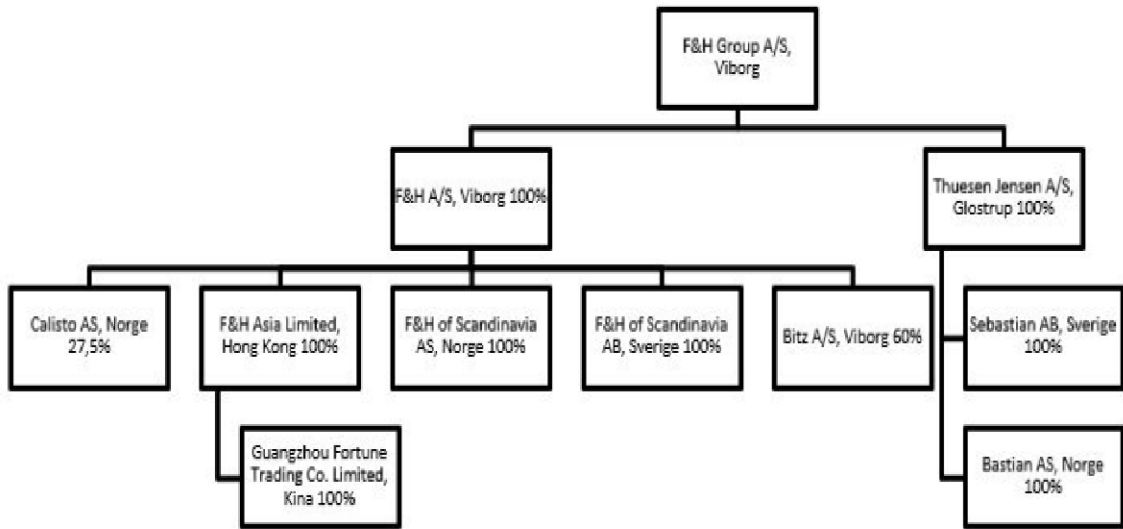 F&H Group A/S,
Viborg
F&H A/S, Viborg 100%
Thuesen Jensen A/S,
Glostrup 100%
Calisto AS, Norge
27,5%
F&H Asia Limited,
Hong Kong 100%
F&H of Scandinavia
AS, Norge 100%
F&H of Scandinavia
AB, Sverige 100%
Bitz A/S, Viborg 60%
Sebastian AB, Sverige
100%
Guangzhou Fortune
Trading Co. Limited,
Kina 100%
Bastian AS, Norge
100%